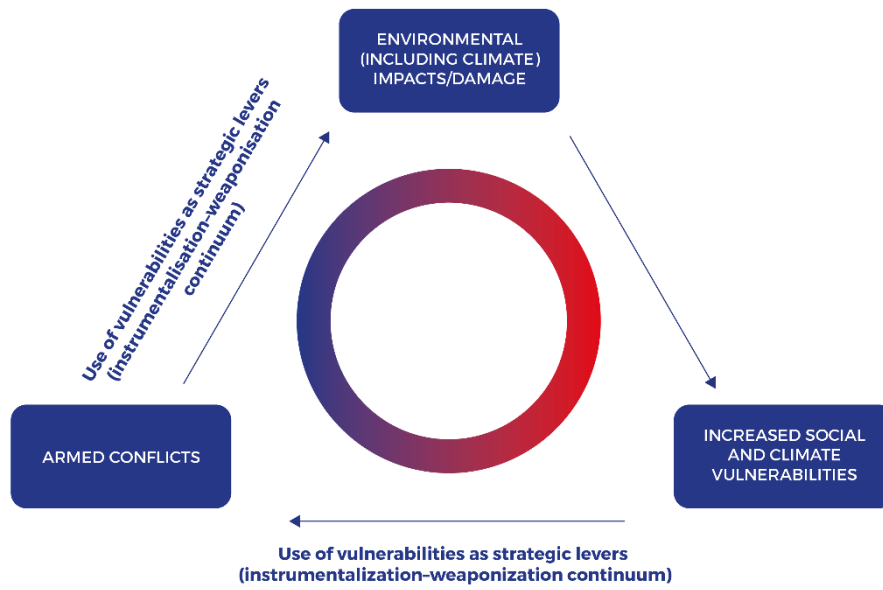 ENVIRONMENTAL
(INCLUDING CLIMATE)
IMPACTS/DAMAGE
Use of vulnerabilities as strategic levers
(instrumentalisation–weaponisation
continuum)
ARMED CONFLICTS
INCREASED SOCIAL
AND CLIMATE
VULNERABILITIES
Use of vulnerabilities as strategic levers
(instrumentalization–weaponization continuum)